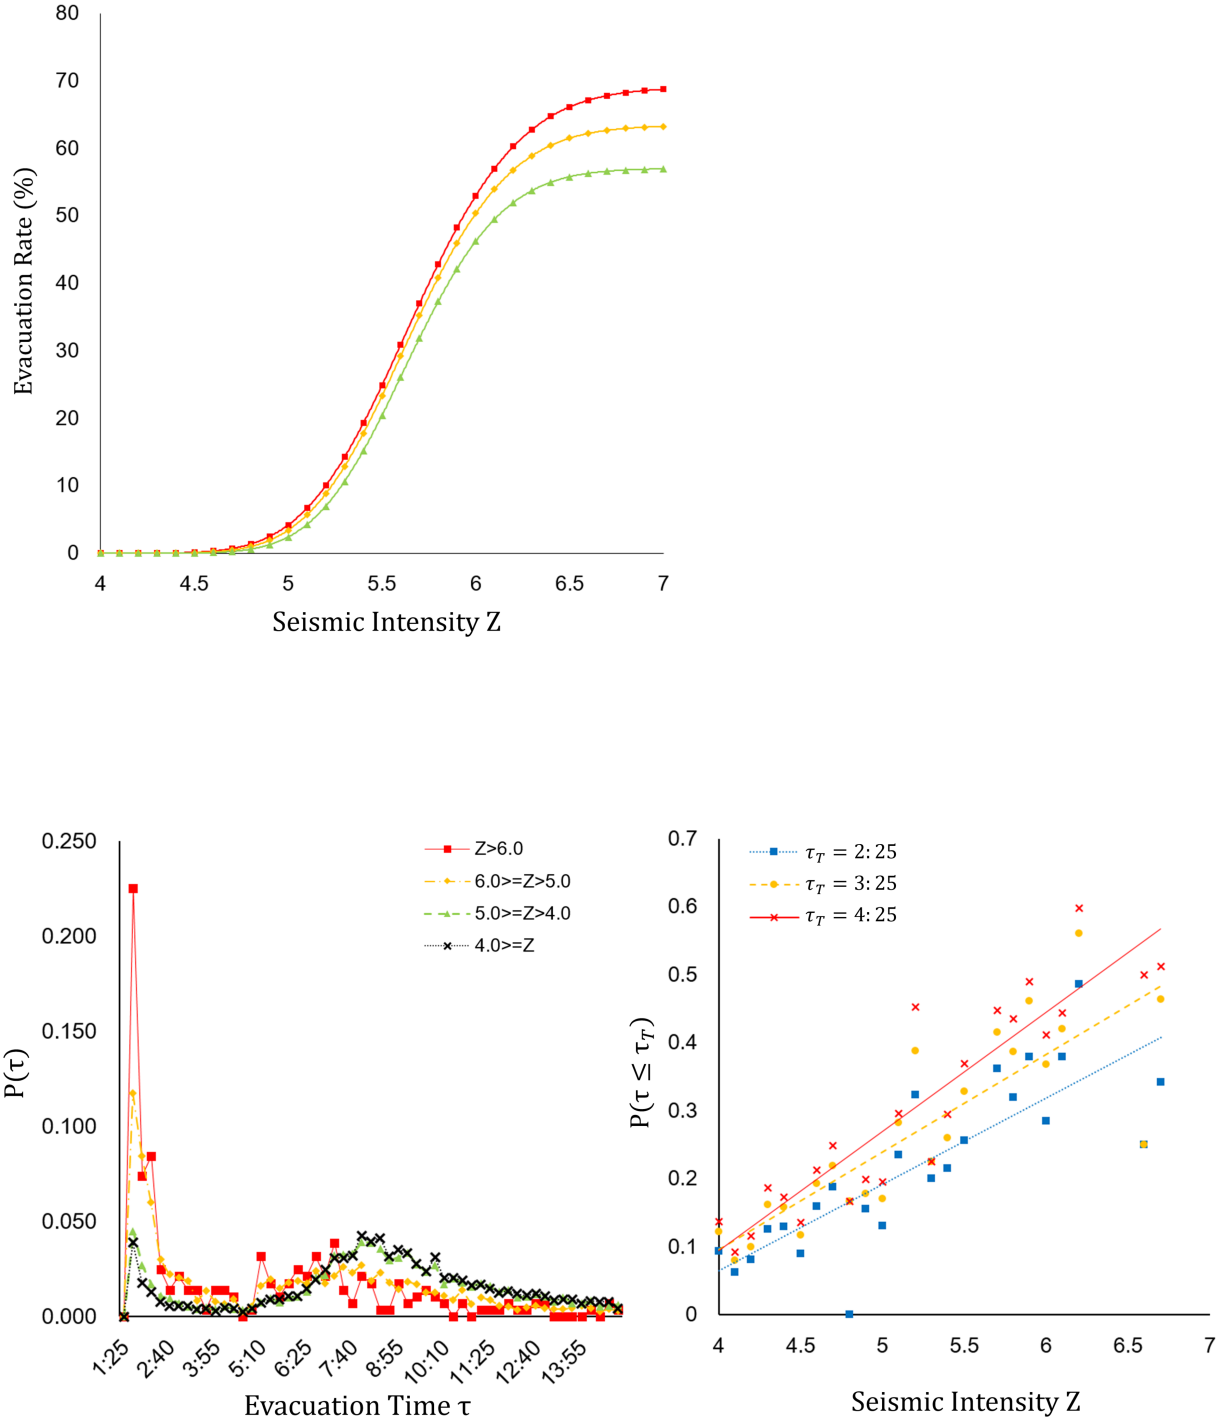 80
70
60
50
40
30
20
10
0
Evacuation Rate (%)
4 4.5 5 5.5 6 6.5 7
Seismic Intensity Z
0.250
0.200
0.150
0.100
0.050
0.000
P(τ)
Z>6.0
6.0>=Z>5.0
5.0>=Z>4.0
4.0>=Z
1:25 2:40 3:55 5:10 6:25 7:40 8:55 10:10 11:25 12:40 13:55
Evacuation Time τ
0.7
0.6
0.5
0.4
0.3
0.2
0.1
0
P(τ ≤ τ_T)
τ_T = 2: 25
τ_T = 3: 25
τ_T = 4: 25
4 4.5 5 5.5 6 6.5 7
Seismic Intensity Z